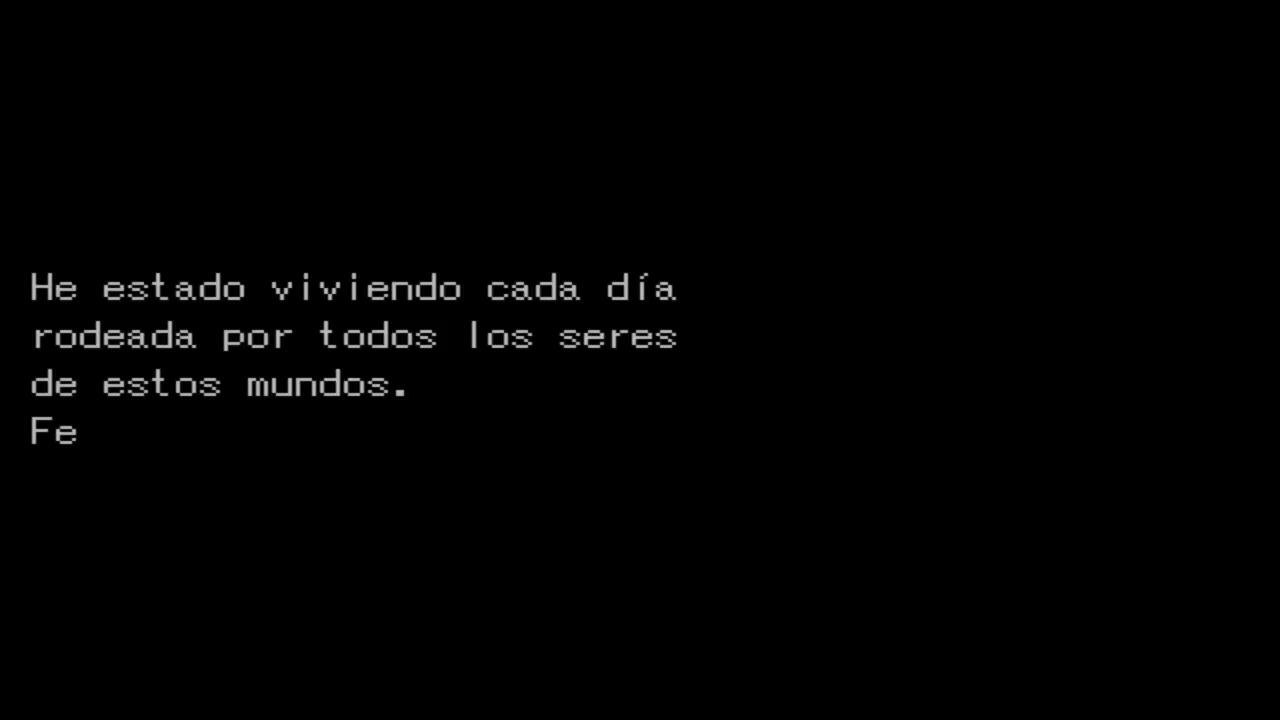 He estado viviendo cada día
rodeada por todos los seres
de estos mundos.
Fe